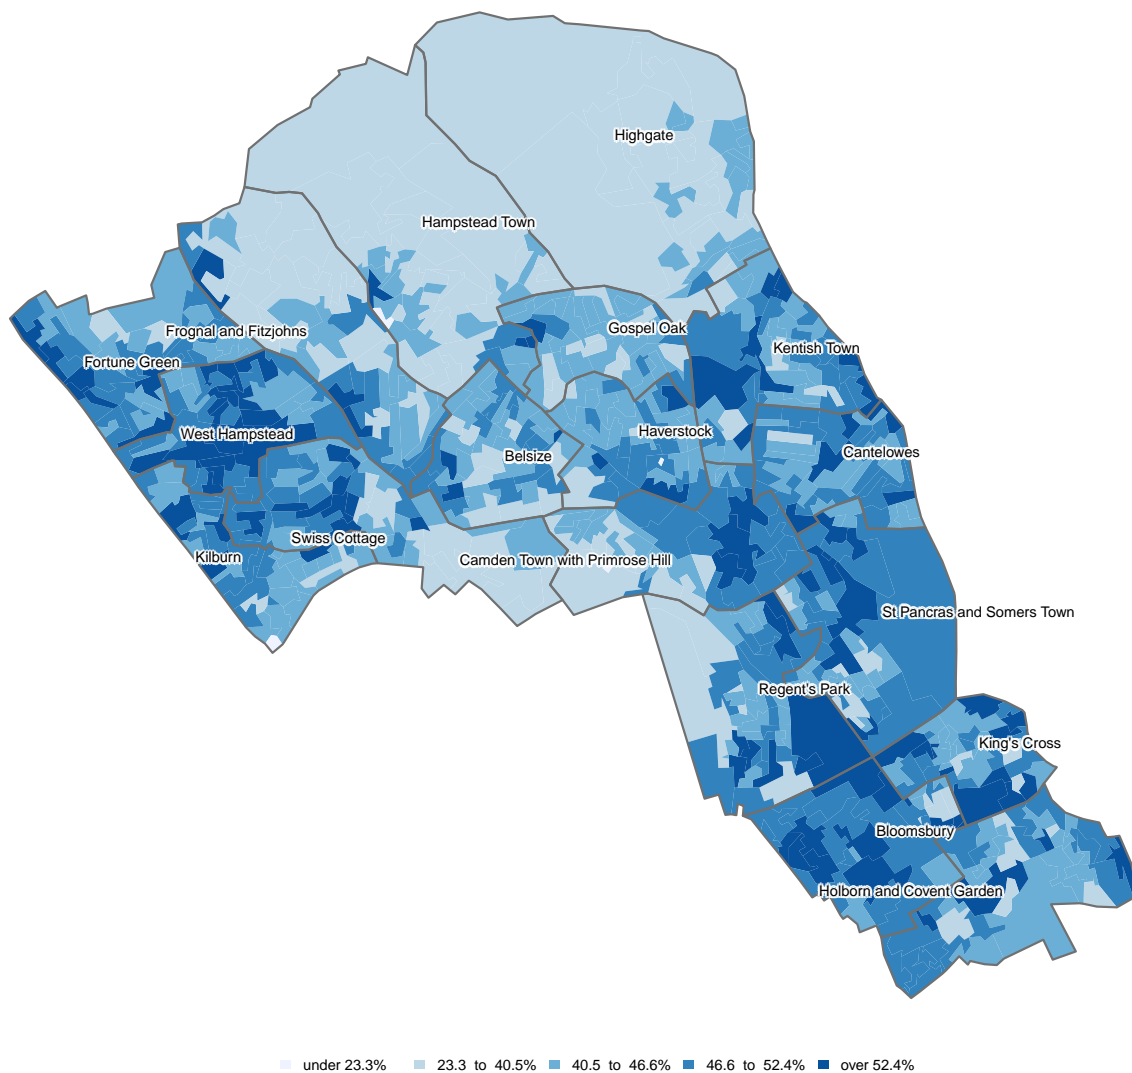 Highgate
Hampstead Town
Gospel Oak
Frognal and Fitzjohns
Kentish Town
Fortune Green
West Hampstead
Haverstock
Belsize
Cantelowes
Swiss Cottage
Kilburn
Camden Town with Primrose Hill
St Pancras and Somers Town
Regent's Park
King's Cross
Bloomsbury
Holborn and Covent Garden
under 23.3% 23.3 to 40.5% 40.5 to 46.6% 46.6 to 52.4% over 52.4%